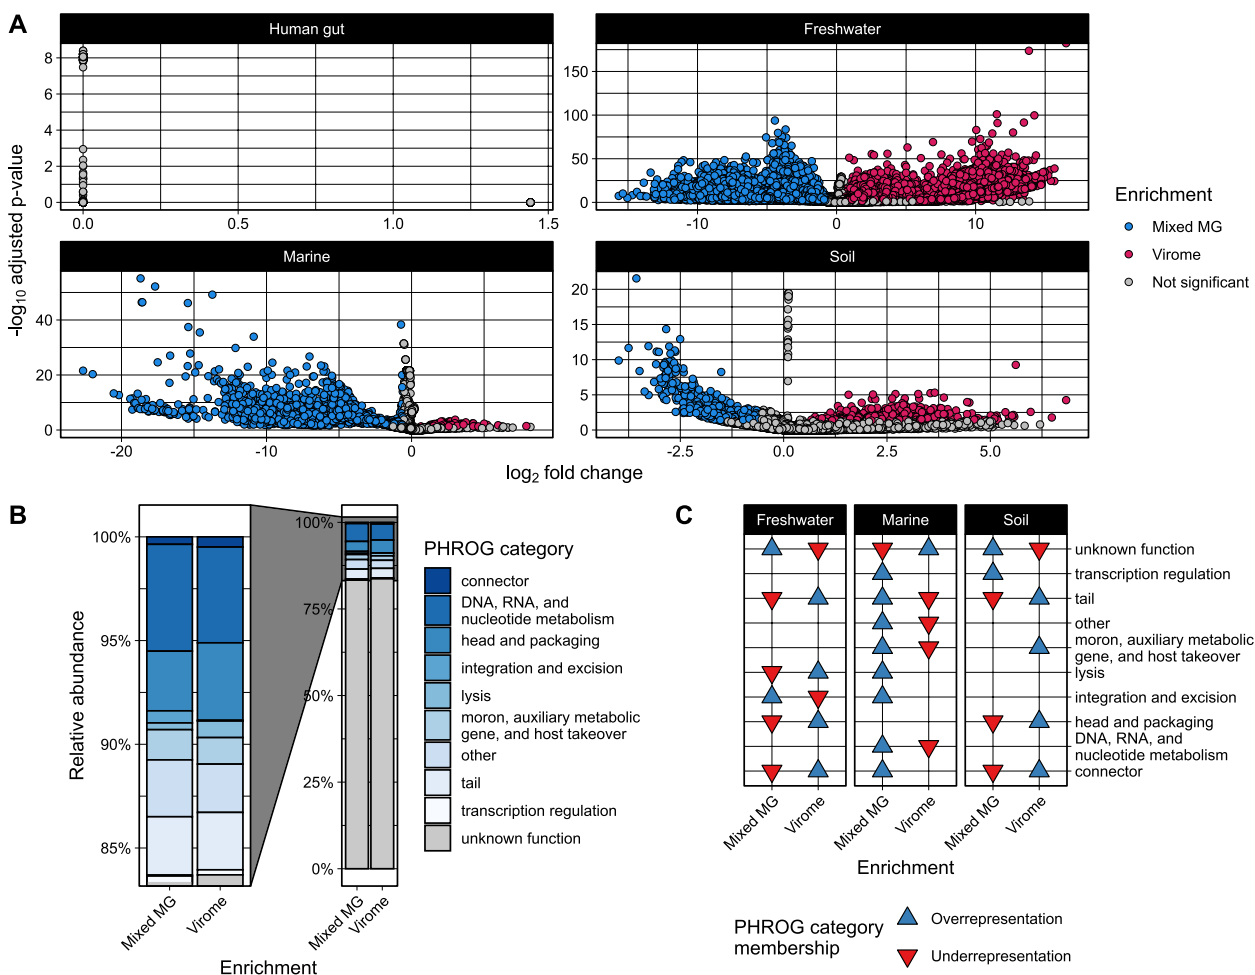 A
Human gut
Freshwater
8
6
4
2
0
0.0
0.5
1.0
1.5
150
100
50
0
-10
0
10
Marine
Soil
40
20
0
-20
-10
0
20
15
10
5
0
-2.5
0.0
2.5
5.0
-log10 adjusted p-value
log2 fold change
Enrichment
Mixed MG
Virome
Not significant
B
100%
95%
90%
85%
Relative abundance
Mixed MG
Virome
100%
75%
50%
25%
0%
Mixed MG
Virome
Enrichment
PHROG category
connector
DNA, RNA, and
nucleotide metabolism
head and packaging
integration and excision
lysis
moron, auxiliary metabolic
gene, and host takeover
other
tail
transcription regulation
unknown function
C
Freshwater
Marine
Soil
unknown function
transcription regulation
tail
other
moron, auxiliary metabolic
gene, and host takeover
lysis
integration and excision
head and packaging
DNA, RNA, and
nucleotide metabolism
connector
Mixed MG
Virome
Mixed MG
Virome
Mixed MG
Virome
Enrichment
PHROG category
membership
Overrepresentation
Underrepresentation